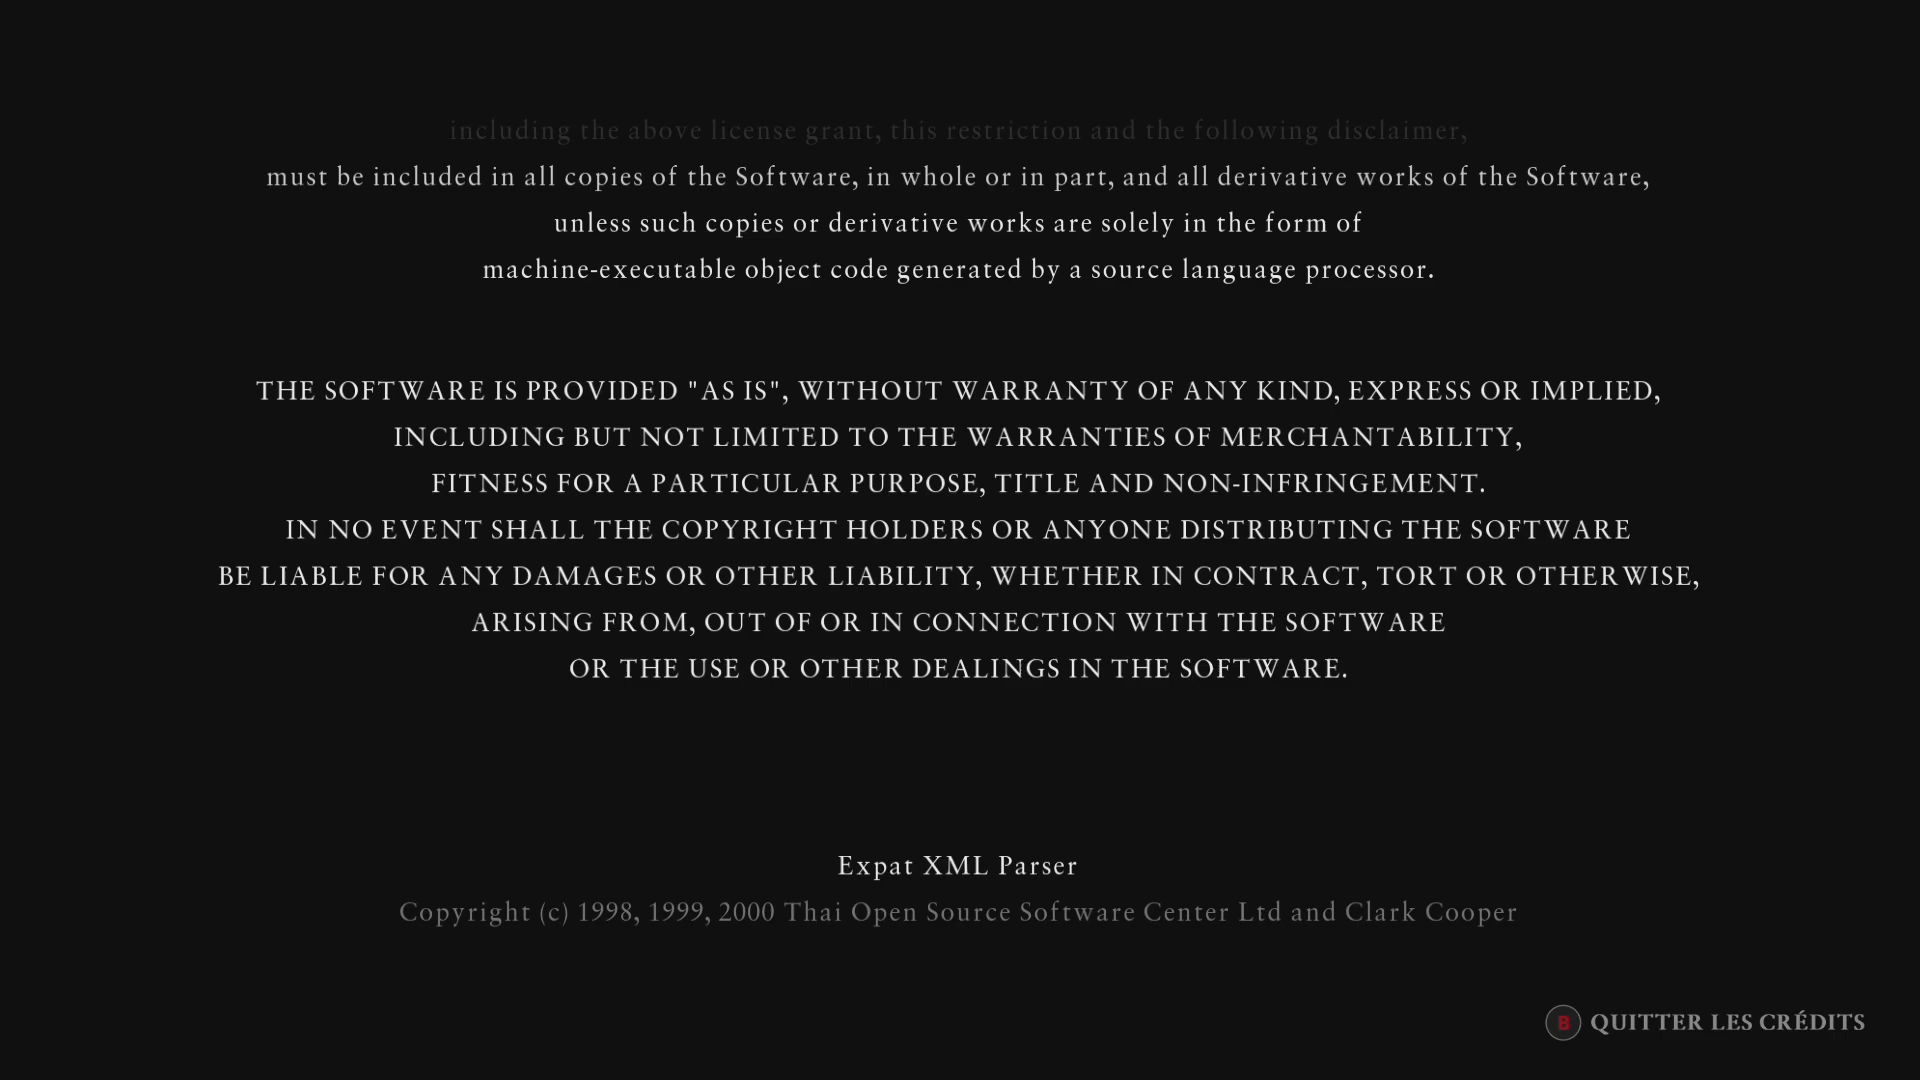 including the above license grant, this restriction and the following disclaimer,
must be included in all copies of the Software, in whole or in part, and all derivative works of the Software,
unless such copies or derivative works are solely in the form of
machine-executable object code generated by a source language processor.
THE SOFTWARE IS PROVIDED "AS IS", WITHOUT WARRANTY OF ANY KIND, EXPRESS OR IMPLIED,
INCLUDING BUT NOT LIMITED TO THE WARRANTIES OF MERCHANTABILITY,
FITNESS FOR A PARTICULAR PURPOSE, TITLE AND NON-INFRINGEMENT.
IN NO EVENT SHALL THE COPYRIGHT HOLDERS OR ANYONE DISTRIBUTING THE SOFTWARE
BE LIABLE FOR ANY DAMAGES OR OTHER LIABILITY, WHETHER IN CONTRACT, TORT OR OTHERWISE,
ARISING FROM, OUT OF OR IN CONNECTION WITH THE SOFTWARE
OR THE USE OR OTHER DEALINGS IN THE SOFTWARE.
Expat XML Parser
Copyright (c) 1998, 1999, 2000 Thai Open Source Software Center Ltd and Clark Cooper
B QUITTER LES CRÉDITS